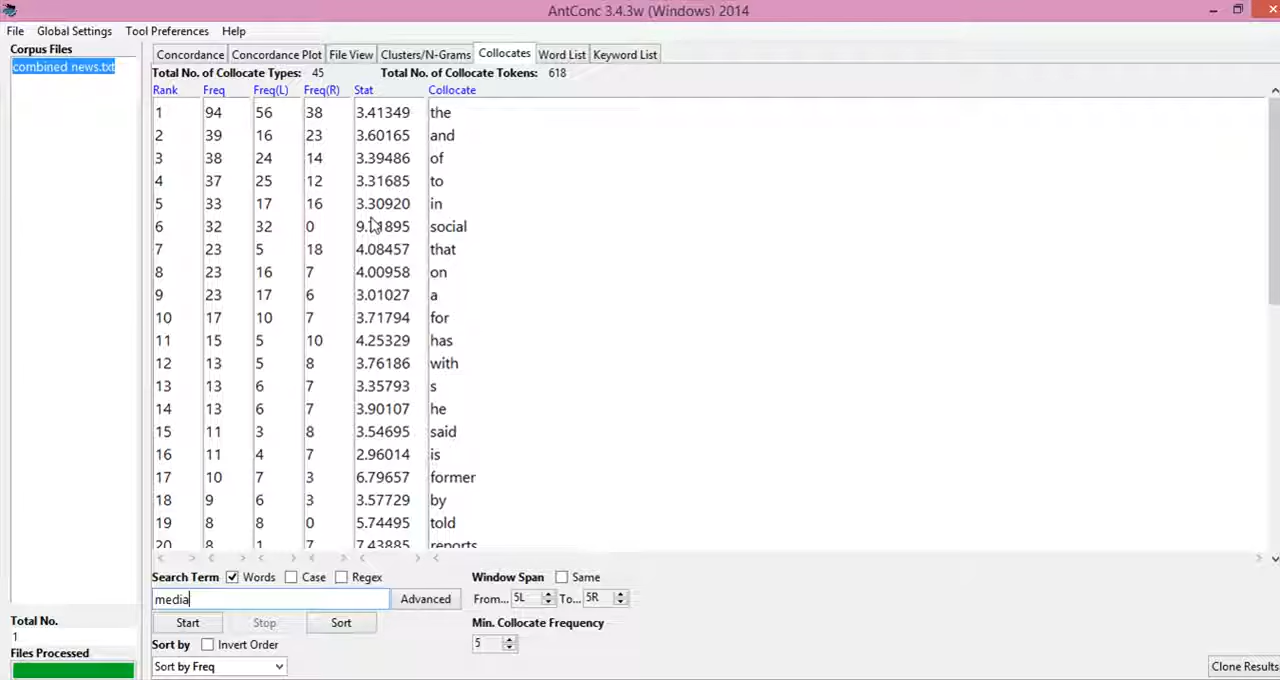 AntConc 3.4.3w (Windows) 2014
File Global Settings Tool Preferences Help
Corpus Files
combined news.txt
Concordance Concordance Plot File View Clusters/N-Grams Collocates Word List Keyword List
Total No. of Collocate Types: 45 Total No. of Collocate Tokens: 618
Rank Freq Freq(L) Freq(R) Stat Collocate
1 94 56 38 3.41349 the
2 39 16 23 3.60165 and
3 38 24 14 3.39486 of
4 37 25 12 3.31685 to
5 33 17 16 3.30920 in
6 32 32 0 social
7 23 5 18 4.08457 that
8 23 16 7 4.00958 on
9 23 17 6 3.01027 a
10 17 10 7 3.71794 for
11 15 5 10 4.25329 has
12 13 5 8 3.76186 with
13 13 6 7 3.35793 s
14 13 6 7 3.90107 he
15 11 3 8 3.54695 said
16 11 4 7 2.96014 is
17 10 7 3 6.79657 former
18 9 6 3 3.57729 by
19 8 8 0 5.74495 told
20 8 1 7 7.43885 reports
Search Term Words Case Regex Window Span Same
media Advanced From... 5L To... 5R
Start Stop Sort Min. Collocate Frequency
Sort by Invert Order 5
Sort by Freq
Total No.
1
Files Processed
Clone Results